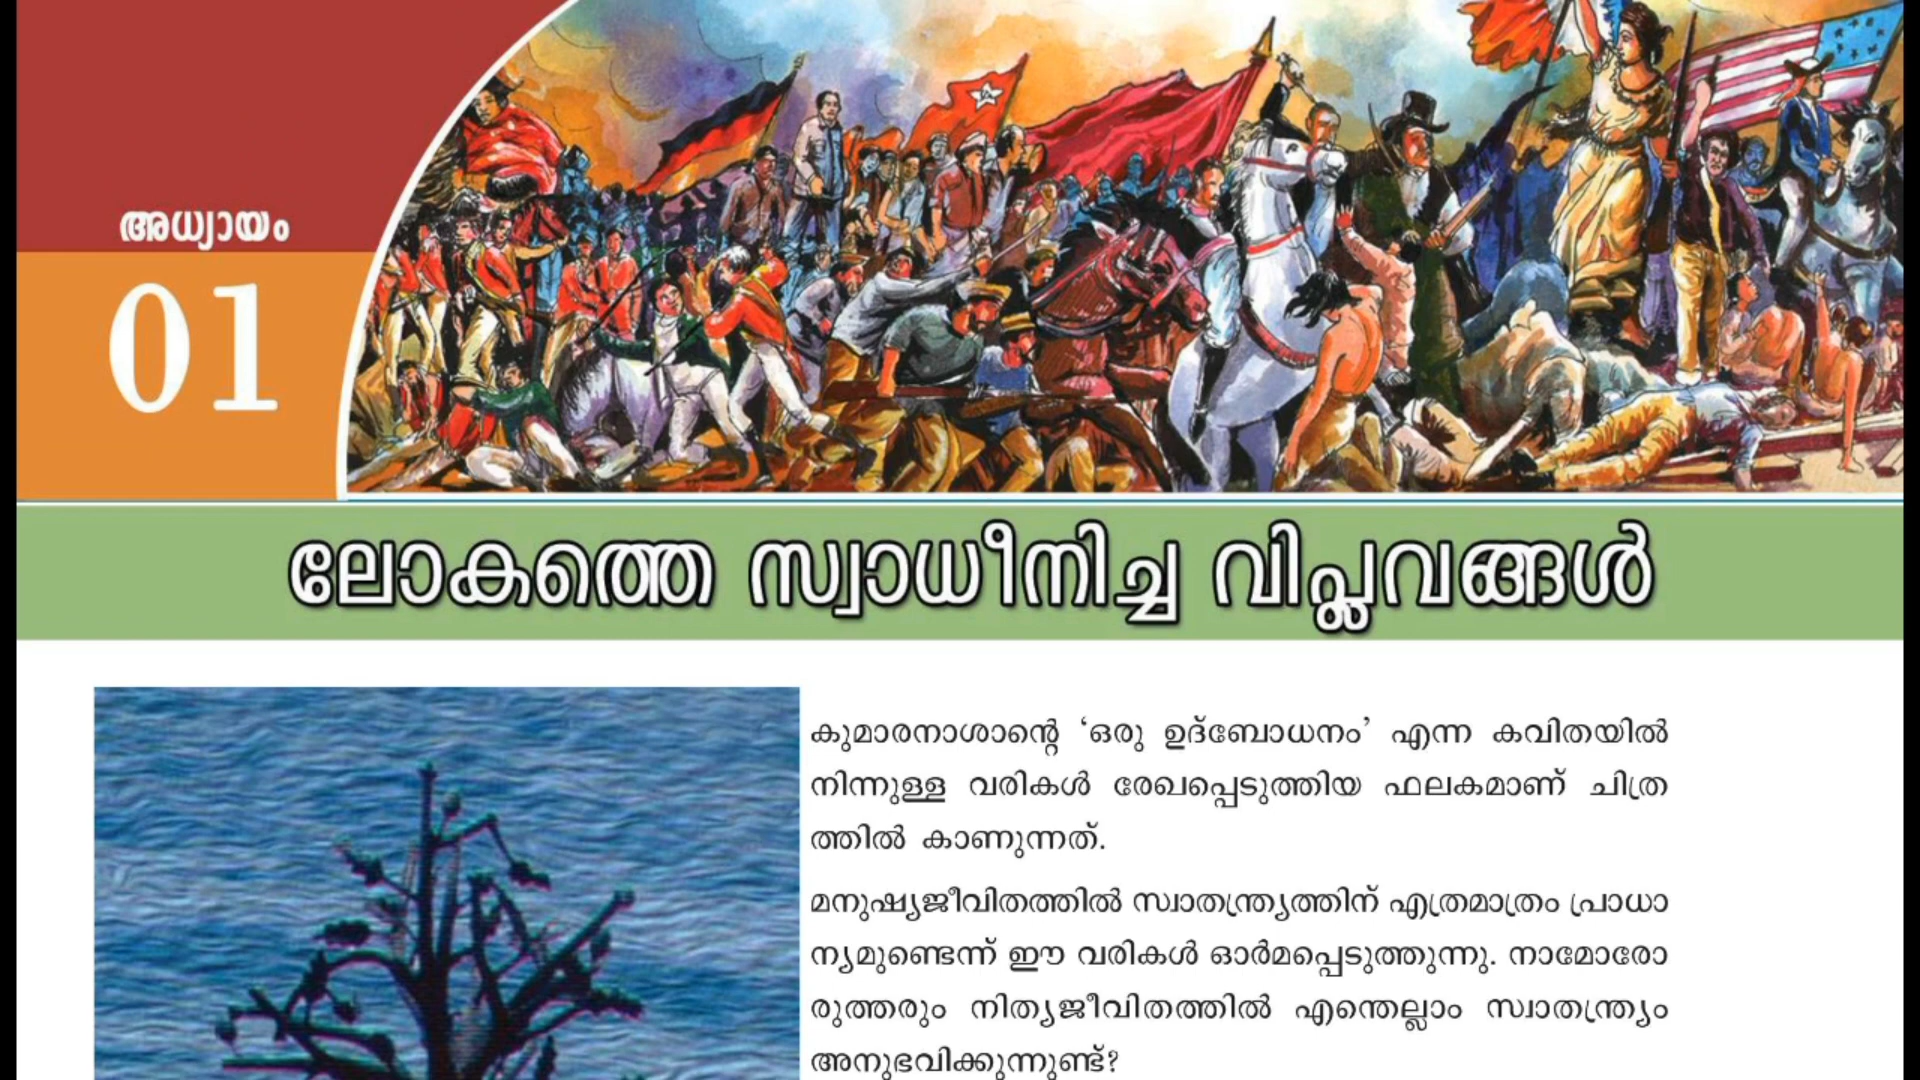 അധ്യായം
01
ലോകത്തെ സ്വാധീനിച്ച വിപ്ലവങ്ങൾ
കുമാരനാശാന്റെ ‘ഒരു ഉദ്ബോധനം’ എന്ന കവിതയിൽ
നിന്നുള്ള വരികൾ രേഖപ്പെടുത്തിയ ഫലകമാണ് ചിത്ര
ത്തിൽ കാണുന്നത്.
മനുഷ്യജീവിതത്തിൽ സ്വാതന്ത്ര്യത്തിന് എത്രമാത്രം പ്രാധാ
ന്യമുണ്ടെന്ന് ഈ വരികൾ ഓർമപ്പെടുത്തുന്നു. നാമോരോ
രുത്തരും നിത്യജീവിതത്തിൽ എന്തെല്ലാം സ്വാതന്ത്ര്യം
അനുഭവിക്കുന്നുണ്ട്?